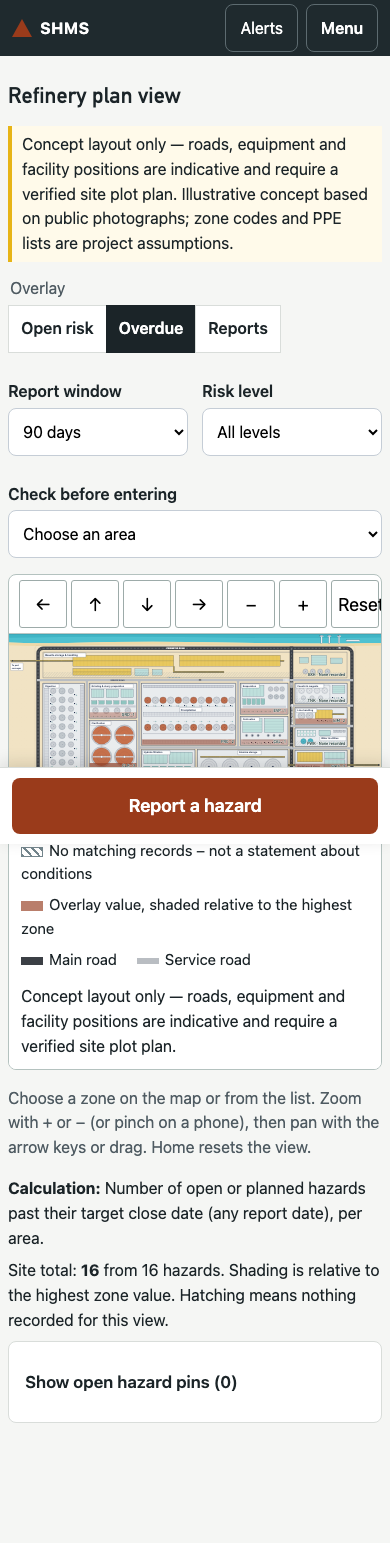 SHMS
Alerts
Menu
Refinery plan view
Concept layout only — roads, equipment and
facility positions are indicative and require a
verified site plot plan. Illustrative concept based
on public photographs; zone codes and PPE
lists are project assumptions.
Overlay
Open risk
Overdue
Reports
Report window
Risk level
90 days
All levels
Check before entering
Choose an area
←
↑
↓
→
−
+
Reset
Report a hazard
No matching records – not a statement about
conditions
Overlay value, shaded relative to the highest
zone
Main road
Service road
Concept layout only — roads, equipment and
facility positions are indicative and require a
verified site plot plan.
Choose a zone on the map or from the list. Zoom
with + or − (or pinch on a phone), then pan with the
arrow keys or drag. Home resets the view.
Calculation: Number of open or planned hazards
past their target close date (any report date), per
area.
Site total: 16 from 16 hazards. Shading is relative to
the highest zone value. Hatching means nothing
recorded for this view.
Show open hazard pins (0)